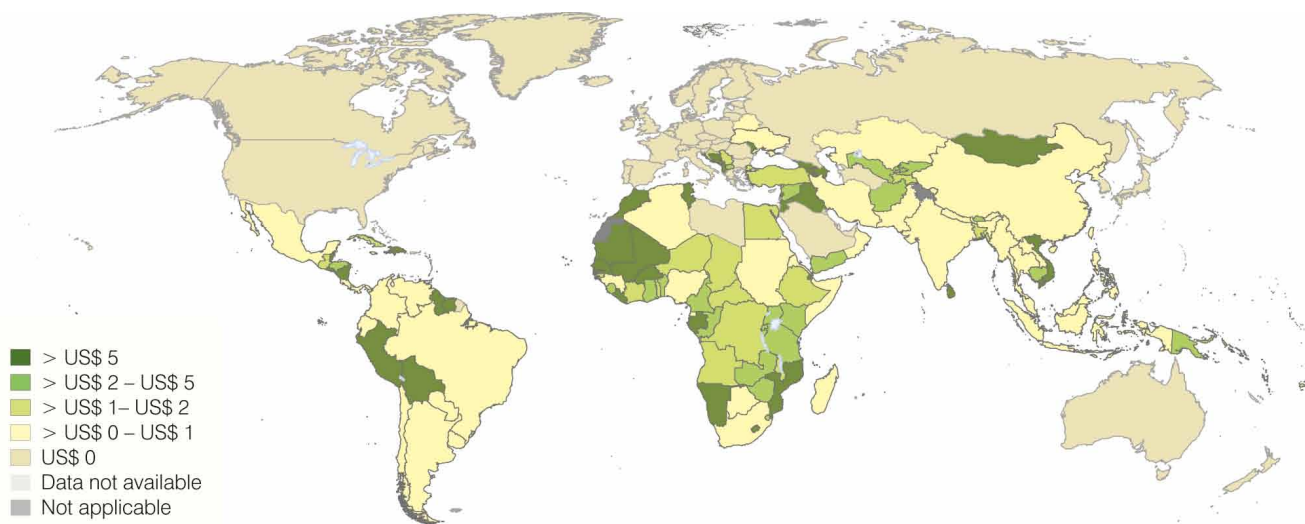 > US$ 5
> US$ 2 – US$ 5
> US$ 1– US$ 2
> US$ 0 – US$ 1
US$ 0
Data not available
Not applicable